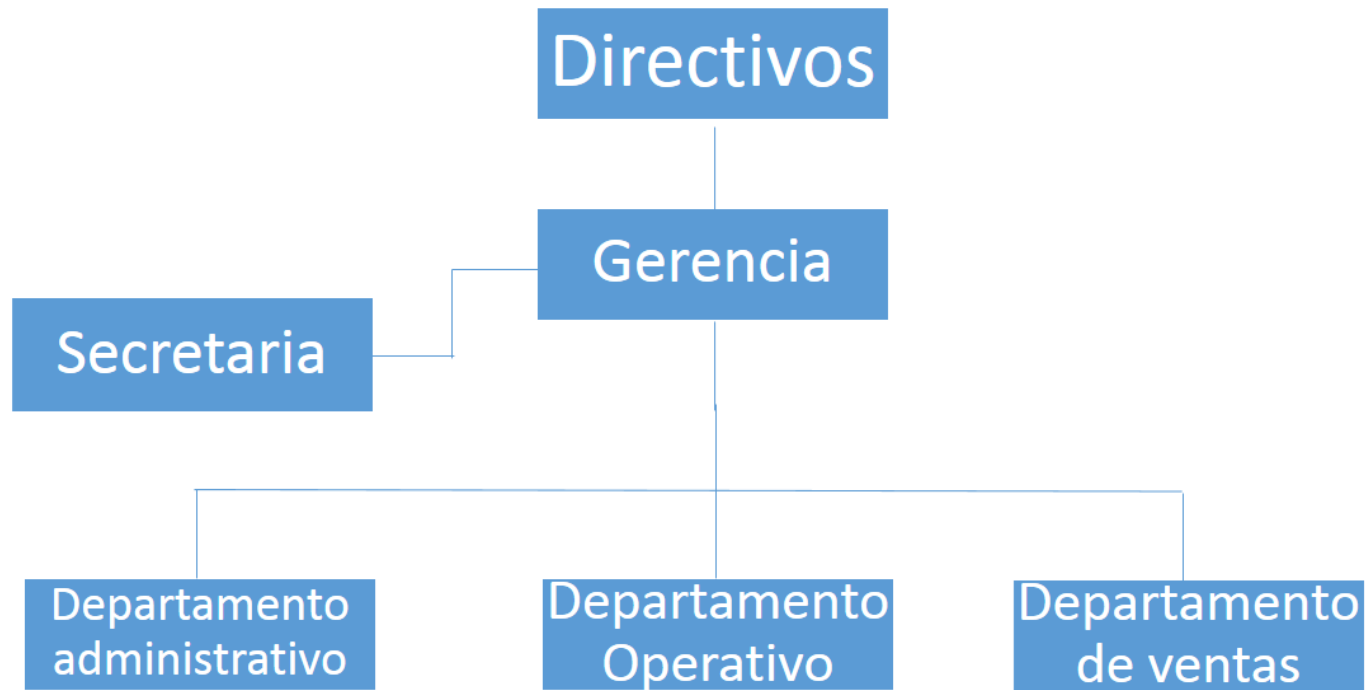 Directivos
Gerencia
Secretaria
Departamento
administrativo
Departamento
Operativo
Departamento
de ventas